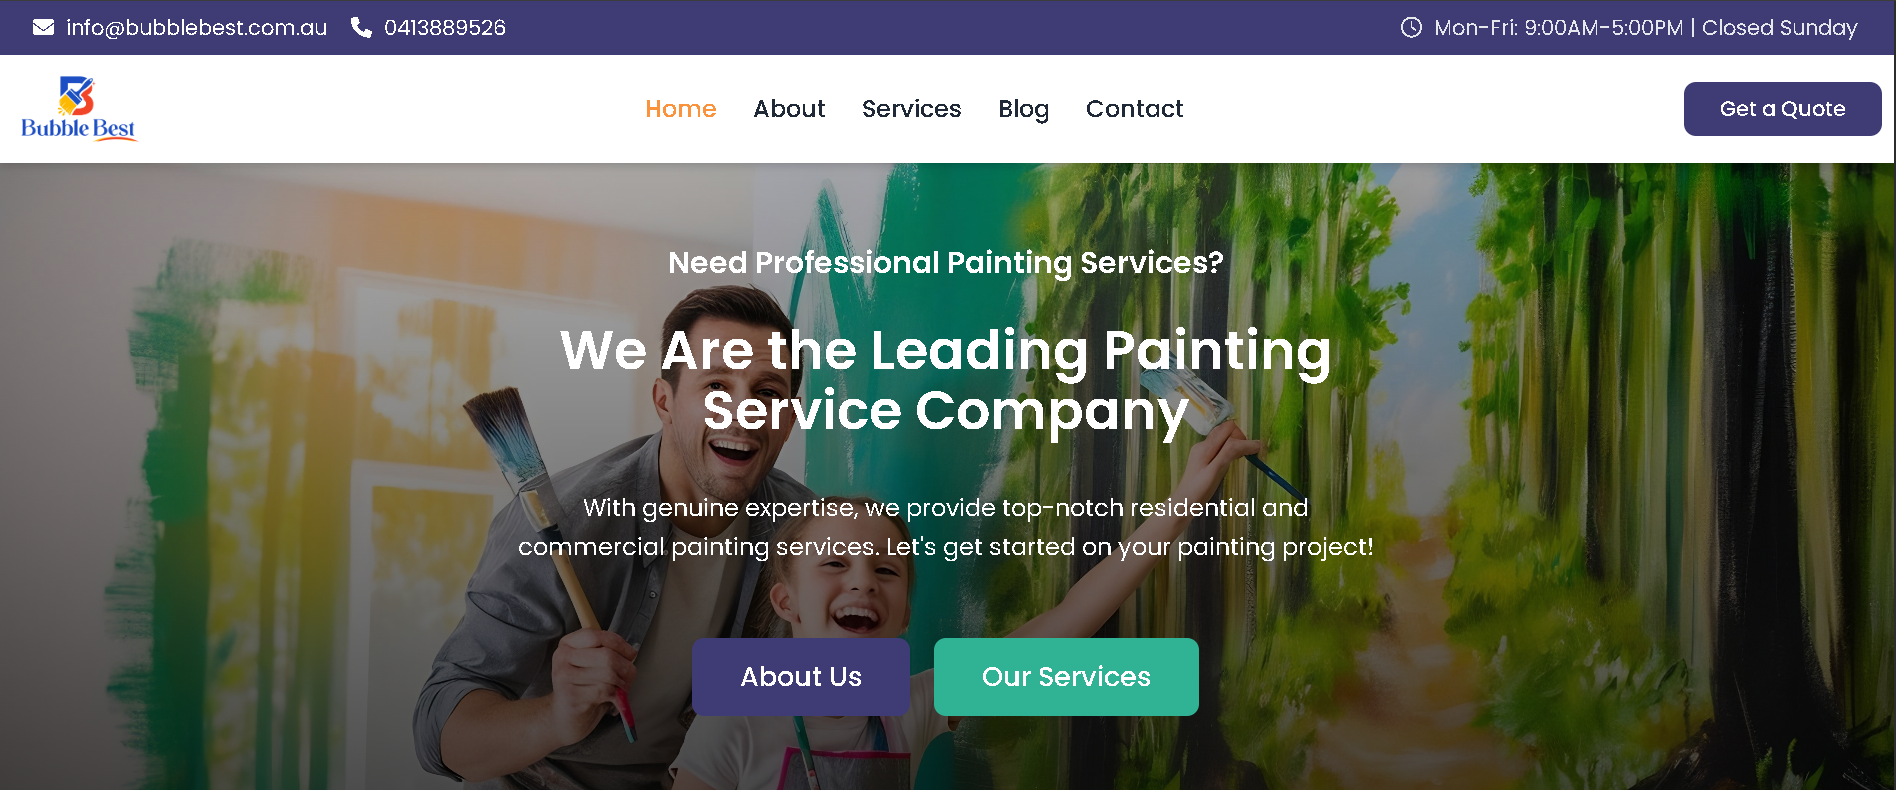 info@bubblebest.com.au 0413889526 Mon-Fri: 9:00AM-5:00PM | Closed Sunday
Bubble Best
Home About Services Blog Contact
Get a Quote
Need Professional Painting Services?
We Are the Leading Painting
Service Company
With genuine expertise, we provide top-notch residential and
commercial painting services. Let's get started on your painting project!
About Us
Our Services